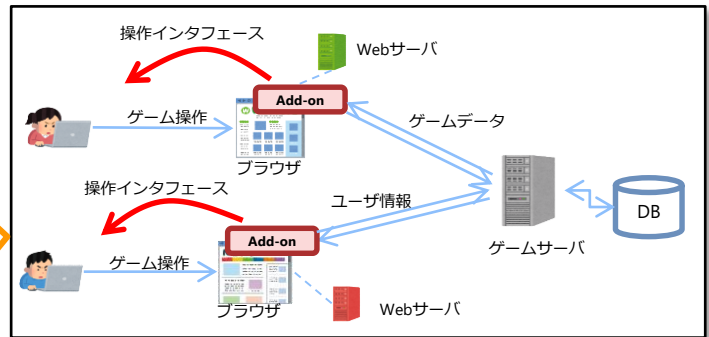 操作インタフェース
Webサーバ
Add-on
ゲーム操作
ゲームデータ
ブラウザ
操作インタフェース
ユーザ情報
DB
Add-on
ゲームサーバ
ゲーム操作
ブラウザ
Webサーバ